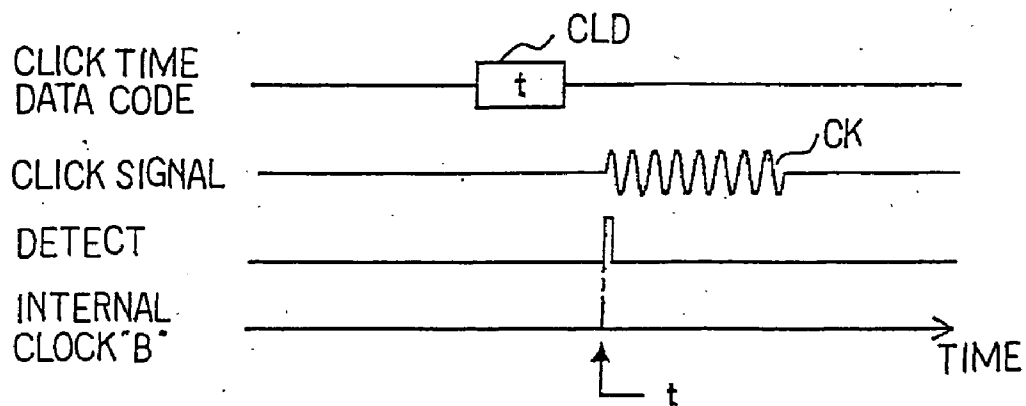 CLD
CLICK TIME
DATA CODE
t
CK
CLICK SIGNAL
DETECT
INTERNAL
CLOCK "B"
TIME
t